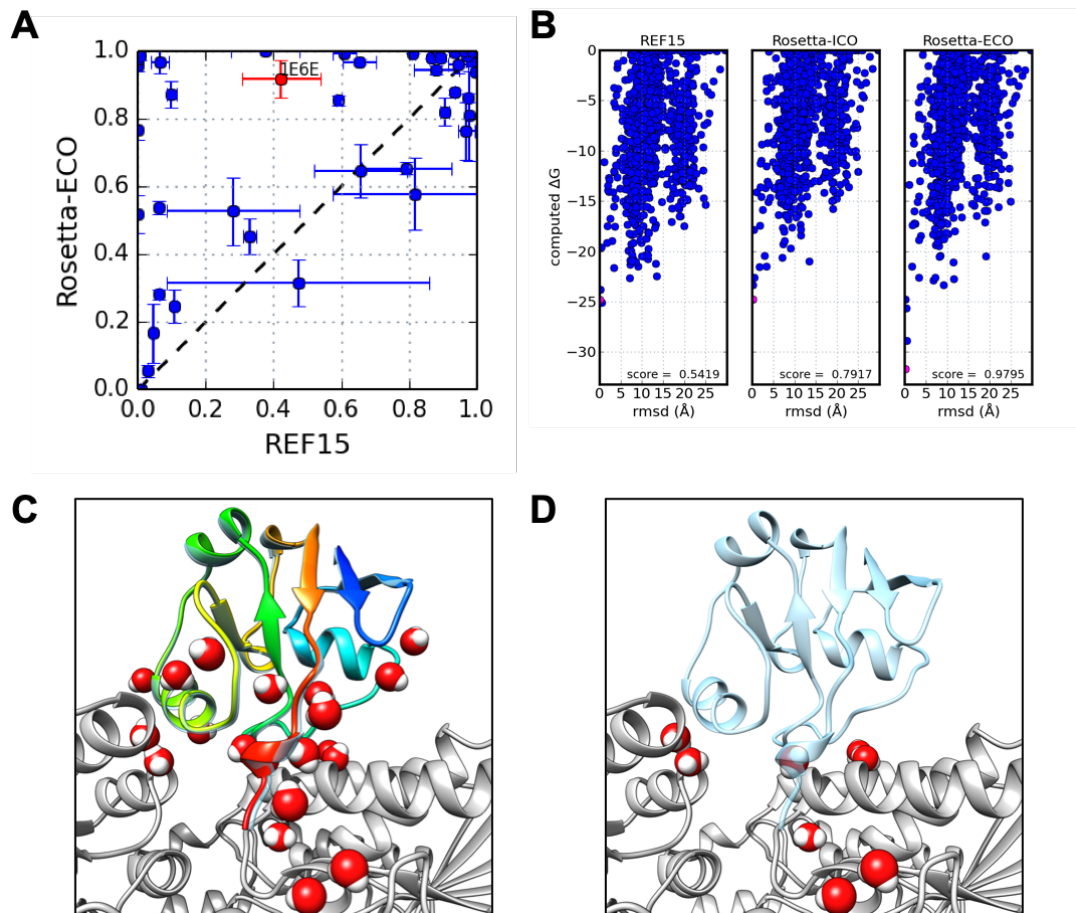 A
1.0
0.8
0.6
0.4
0.2
0.0
Rosetta-ECO
1E6E
0.0 0.2 0.4 0.6 0.8 1.0
REF15
B
REF15 Rosetta-ICO Rosetta-ECO
0
−5
−10
−15
−20
−25
−30
computed ΔG
score = 0.5419 score = 0.7917 score = 0.9795
0 5 10 15 20 25 0 5 10 15 20 25 0 5 10 15 20 25
rmsd (Å) rmsd (Å) rmsd (Å)
C
D